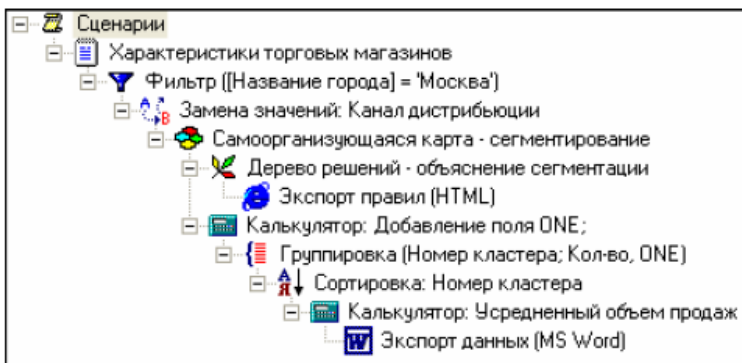 Сценарии
Характеристики торговых магазинов
Фильтр ([Название города] = 'Москва')
Замена значений: Канал дистрибьюции
Самоорганизующаяся карта - сегментирование
Дерево решений - объяснение сегментации
Экспорт правил (HTML)
Калькулятор: Добавление поля ONE;
Группировка (Номер кластера; Кол-во, ONE)
Сортировка: Номер кластера
Калькулятор: Усредненный объем продаж
Экспорт данных (MS Word)